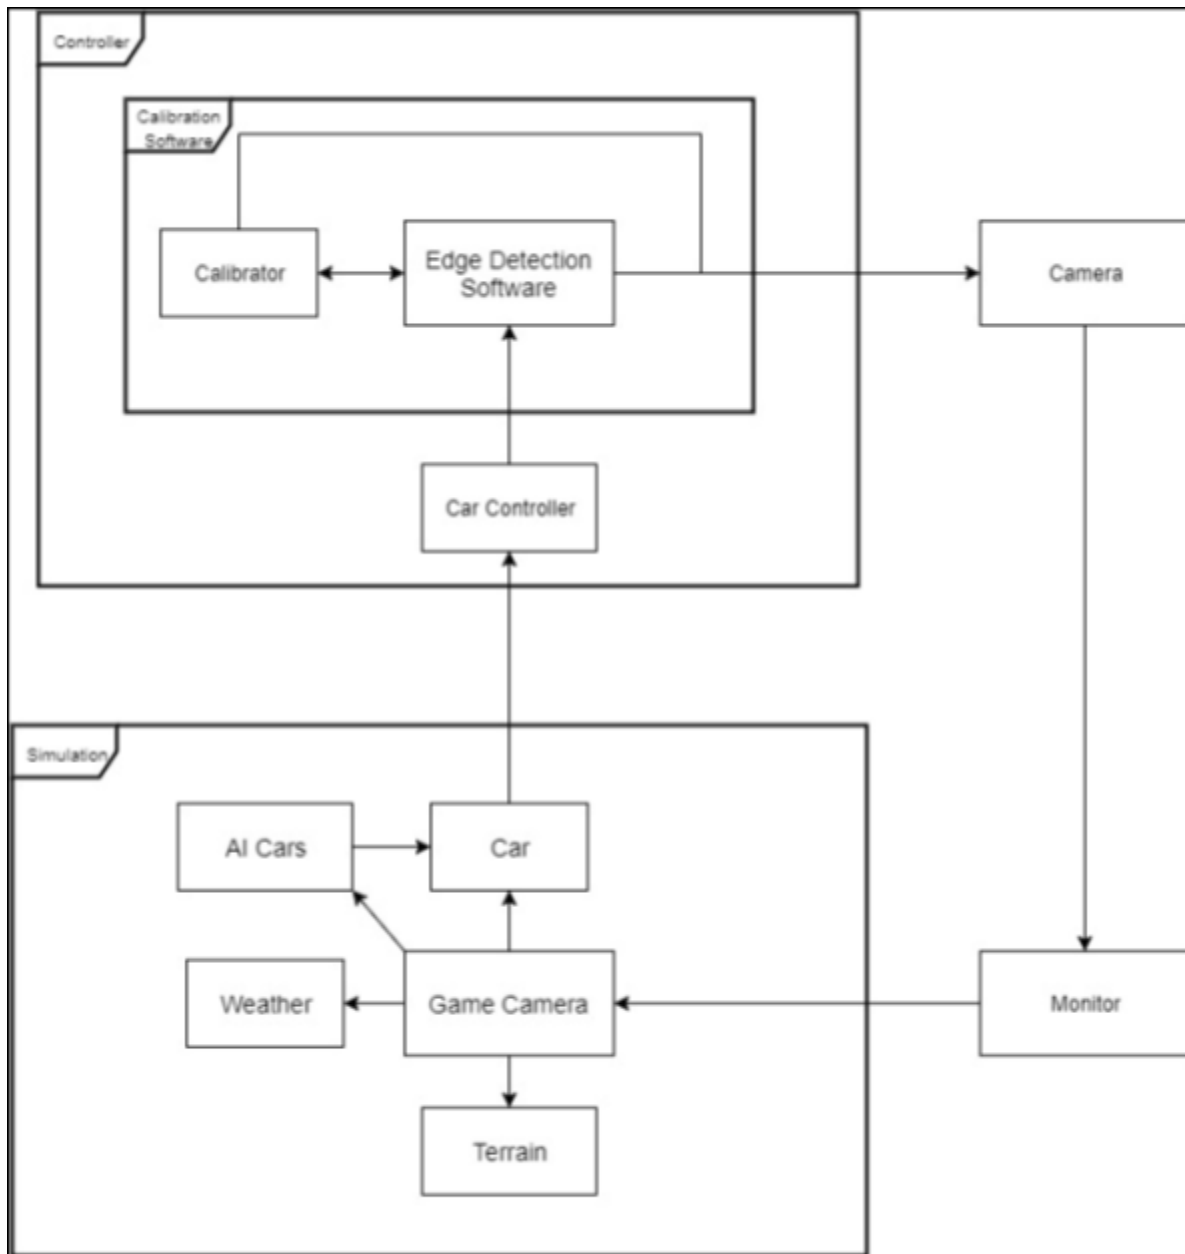 Controller
Calibration
Software
Calibrator
Edge Detection
Software
Camera
Car Controller
Simulation
AI Cars
Car
Weather
Game Camera
Monitor
Terrain